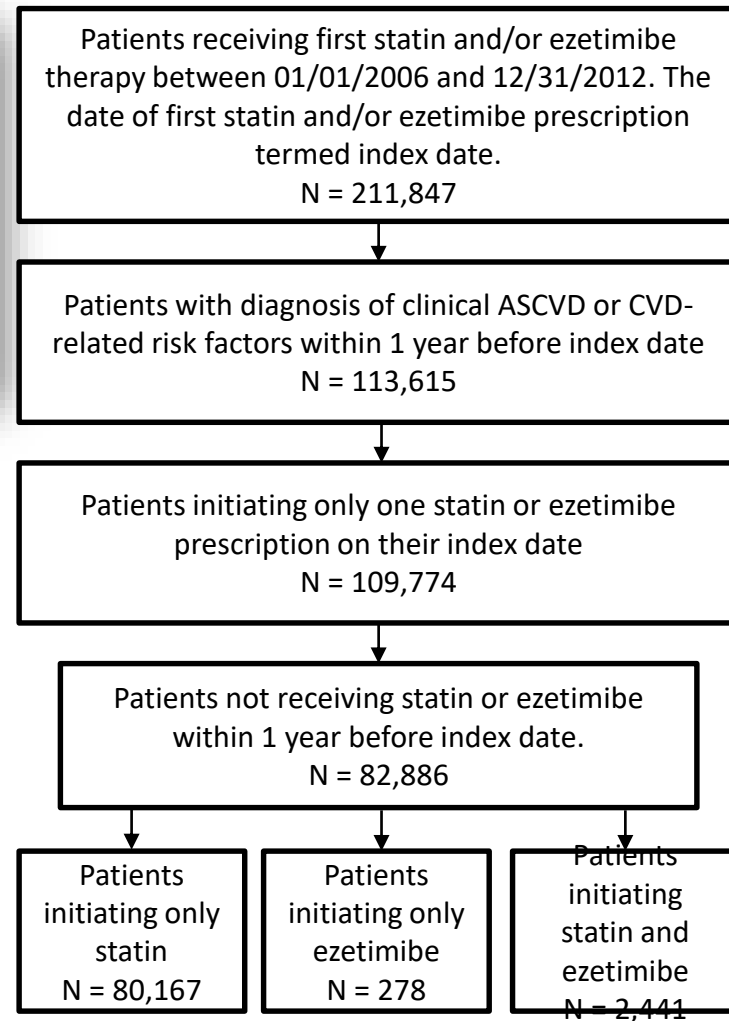 Patients receiving first statin and/or ezetimibe
therapy between 01/01/2006 and 12/31/2012. The
date of first statin and/or ezetimibe prescription
termed index date.
N = 211,847
Patients with diagnosis of clinical ASCVD or CVD-
related risk factors within 1 year before index date
N = 113,615
Patients initiating only one statin or ezetimibe
prescription on their index date
N = 109,774
Patients not receiving statin or ezetimibe
within 1 year before index date.
N = 82,886
Patients
initiating only
statin
N = 80,167
Patients
initiating only
ezetimibe
N = 278
Patients
initiating
statin and
ezetimibe
N = 2,441